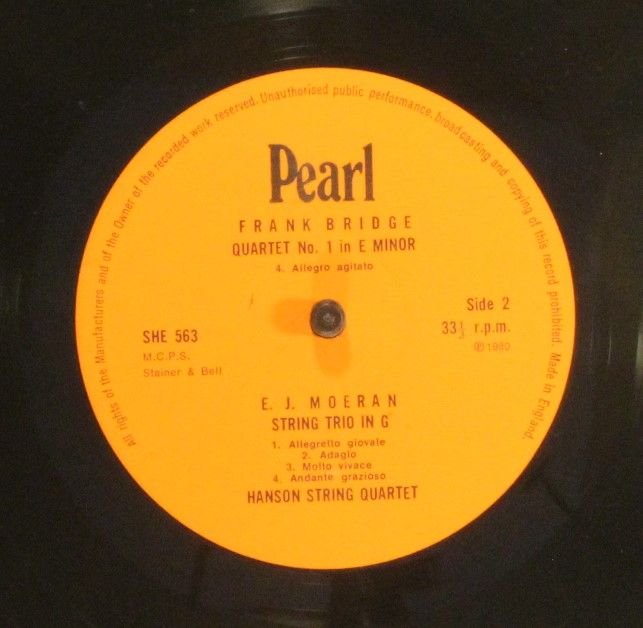 All rights of the Manufacturers and of the Owner of the recorded work reserved. Unauthorised public performance, broadcasting and copying of this record prohibited. Made in England.
Pearl
FRANK BRIDGE
QUARTET No. 1 in E MINOR
4. Allegro agitato
Side 2
33⅓ r.p.m.
℗ 1980
SHE 563
M.C.P.S.
Stainer & Bell
E. J. MOERAN
STRING TRIO IN G
1. Allegretto giovale
2. Adagio
3. Molto vivace
4. Andante grazioso
HANSON STRING QUARTET